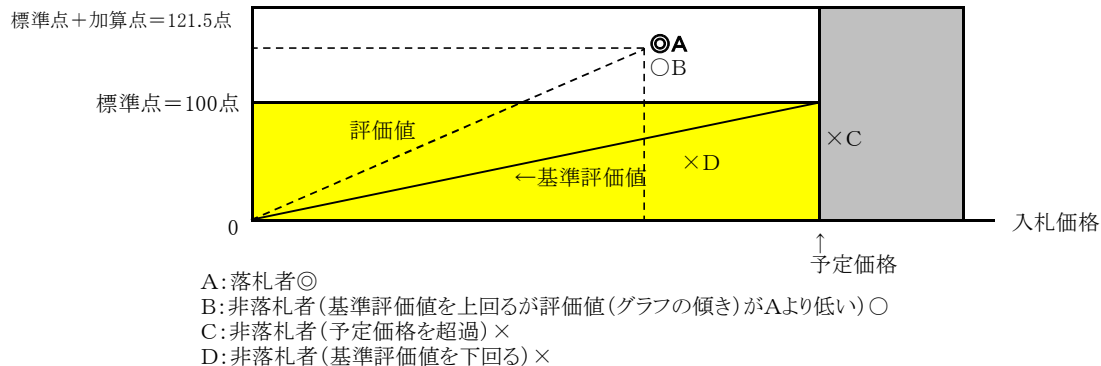 標準点＋加算点＝121.5点
◎A
○B
標準点＝100点
評価値
×C
×D
←基準評価値
0
入札価格
↑
予定価格
A：落札者◎
B：非落札者（基準評価値を上回るが評価値（グラフの傾き）がAより低い）○
C：非落札者（予定価格を超過）×
D：非落札者（基準評価値を下回る）×